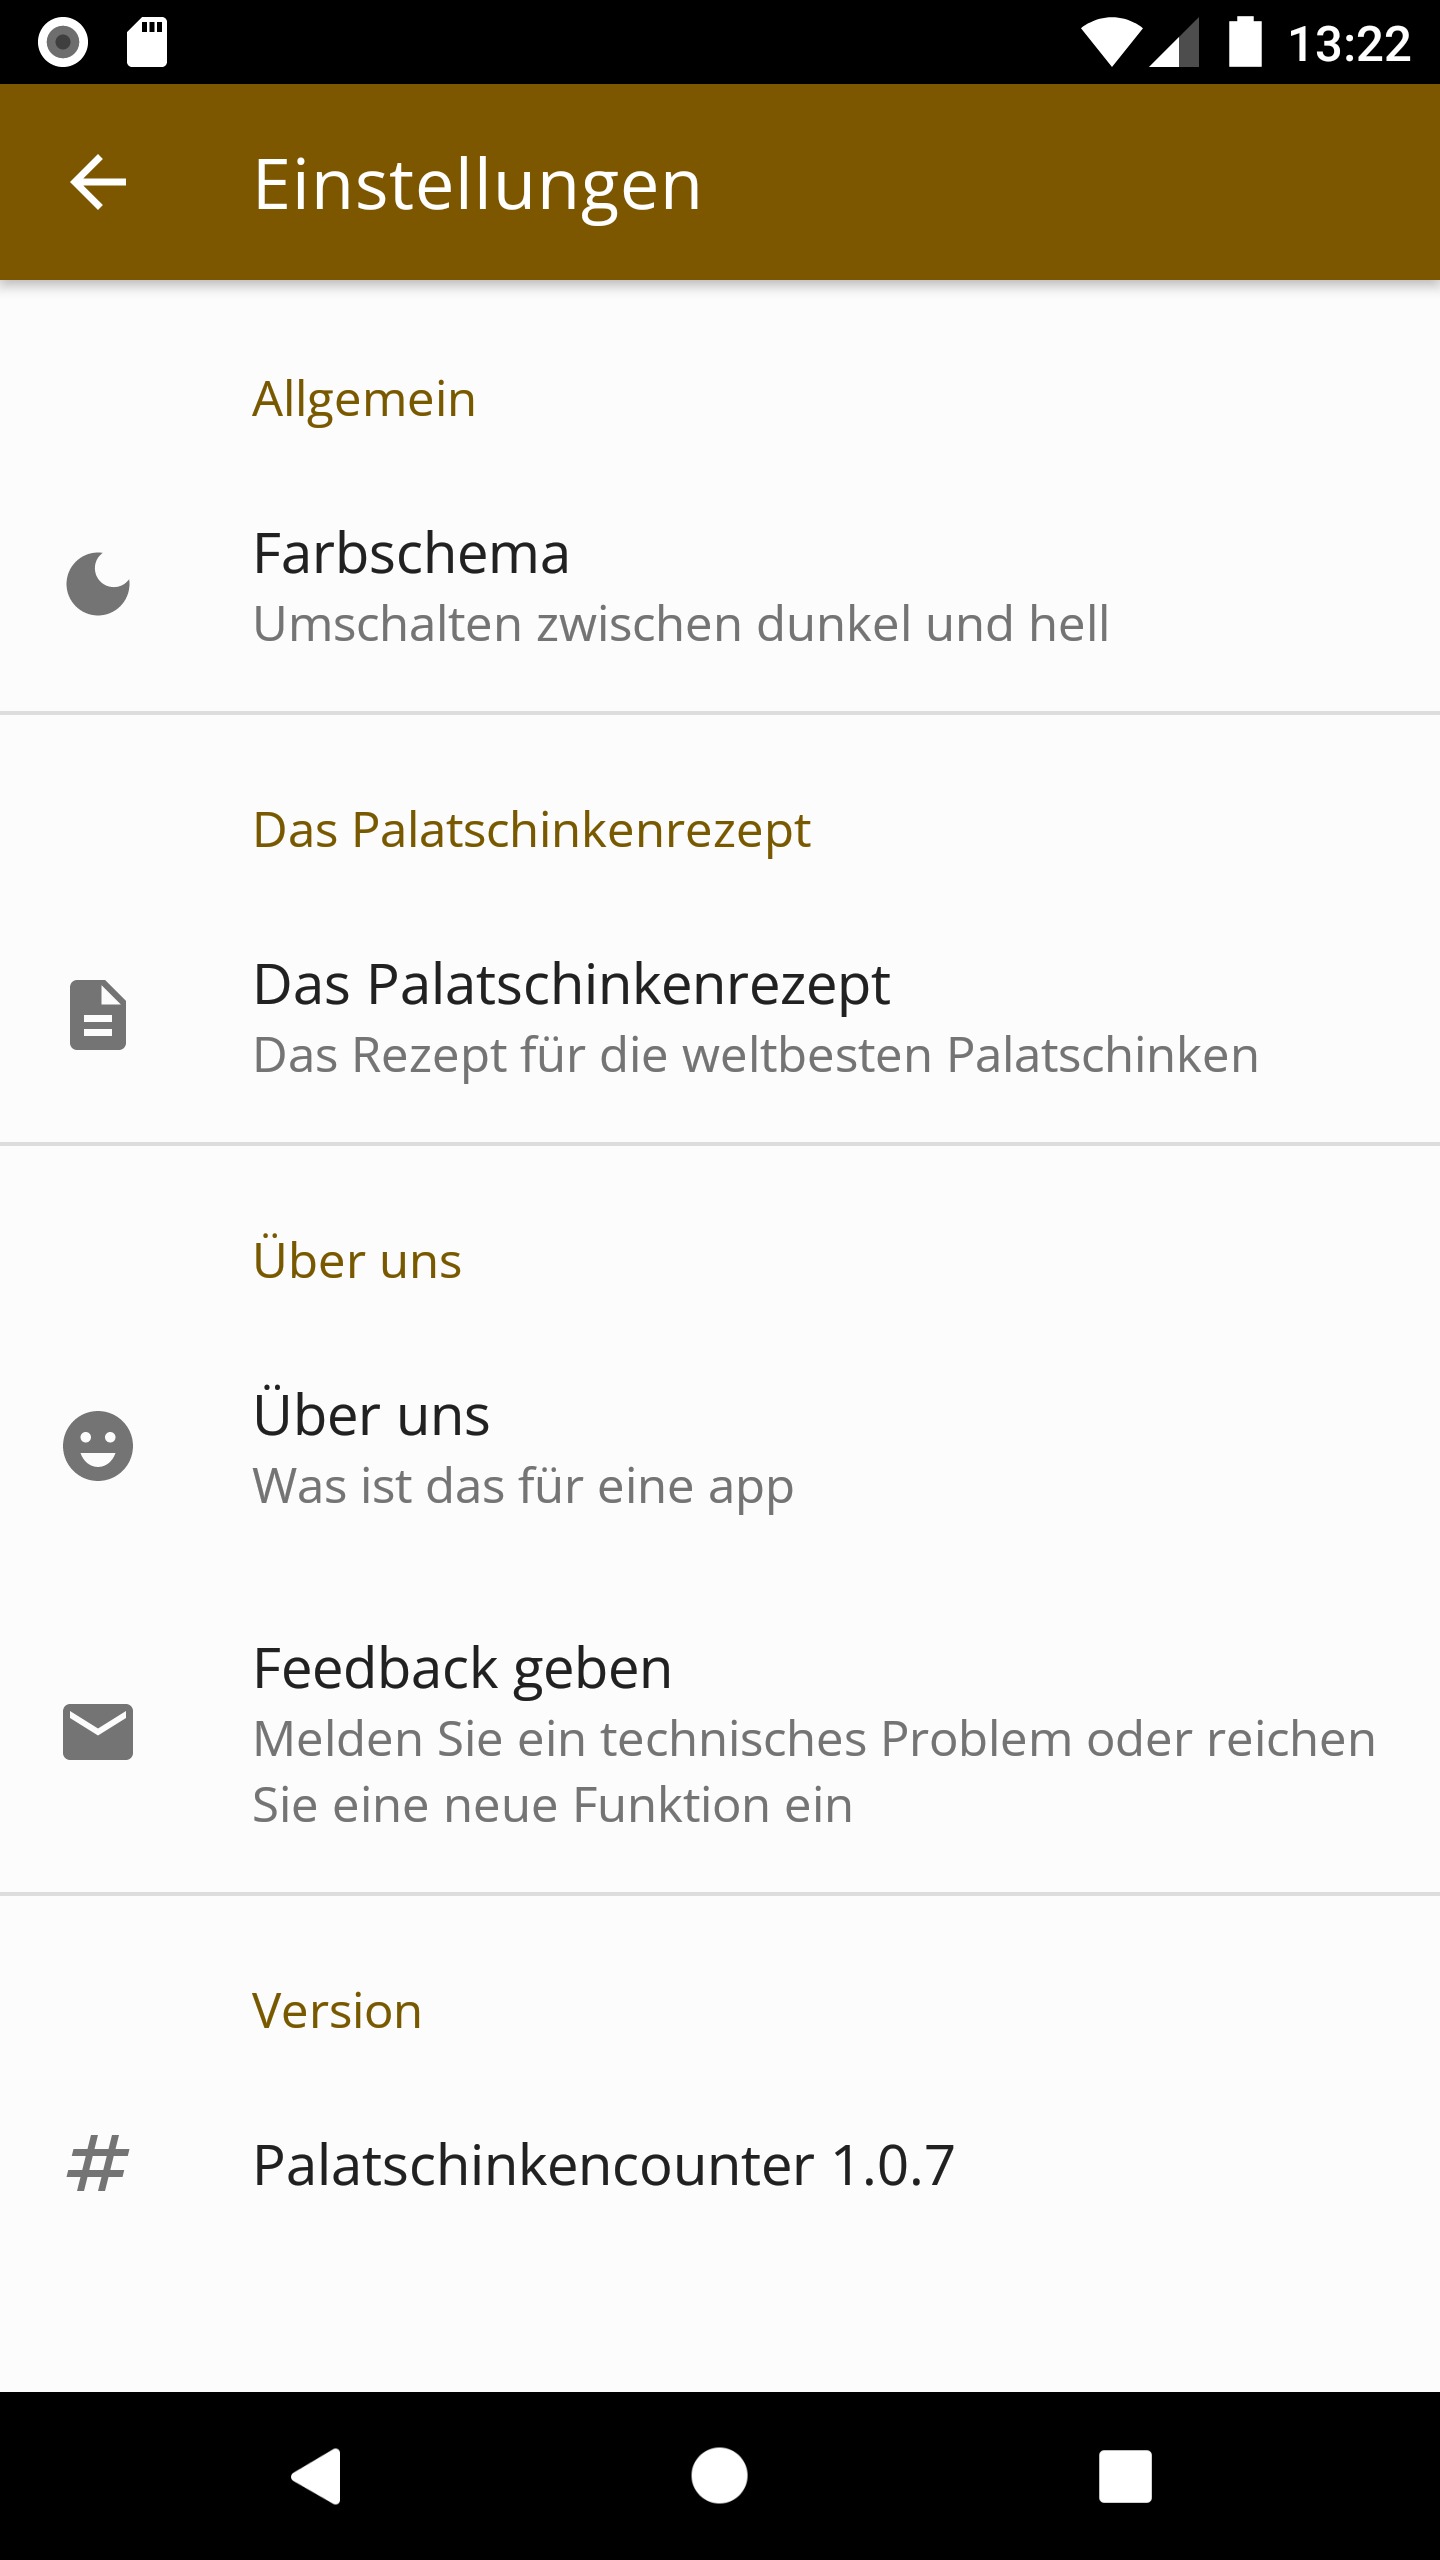 13:22
Einstellungen
Allgemein
Farbschema
Umschalten zwischen dunkel und hell
Das Palatschinkenrezept
Das Palatschinkenrezept
Das Rezept für die weltbesten Palatschinken
Über uns
Über uns
Was ist das für eine app
Feedback geben
Melden Sie ein technisches Problem oder reichen
Sie eine neue Funktion ein
Version
Palatschinkencounter 1.0.7